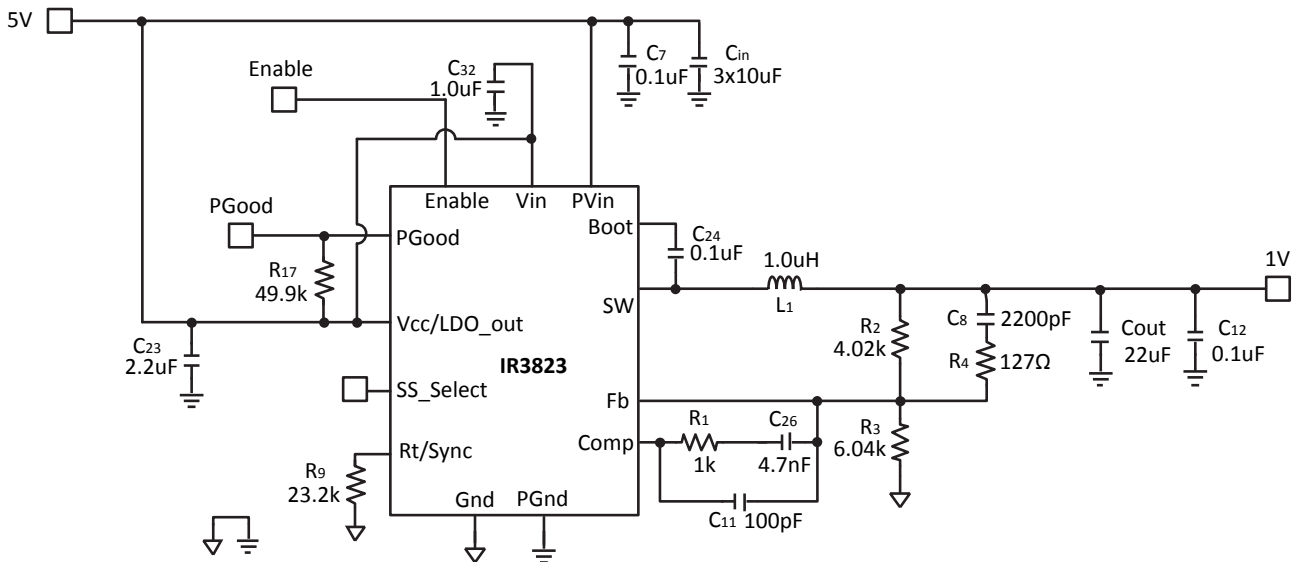 5V
Enable
C32
1.0uF
C7
0.1uF
Cin
3x10uF
PGood
Enable
Vin
PVin
PGood
Boot
C24
0.1uF
R17
49.9k
1.0uH
L1
1V
SW
Vcc/LDO_out
C23
2.2uF
IR3823
R2
4.02k
C8
2200pF
R4
127Ω
Cout
22uF
C12
0.1uF
SS_Select
Fb
R1
1k
C26
4.7nF
R3
6.04k
Comp
Rt/Sync
R9
23.2k
Gnd
PGnd
C11
100pF